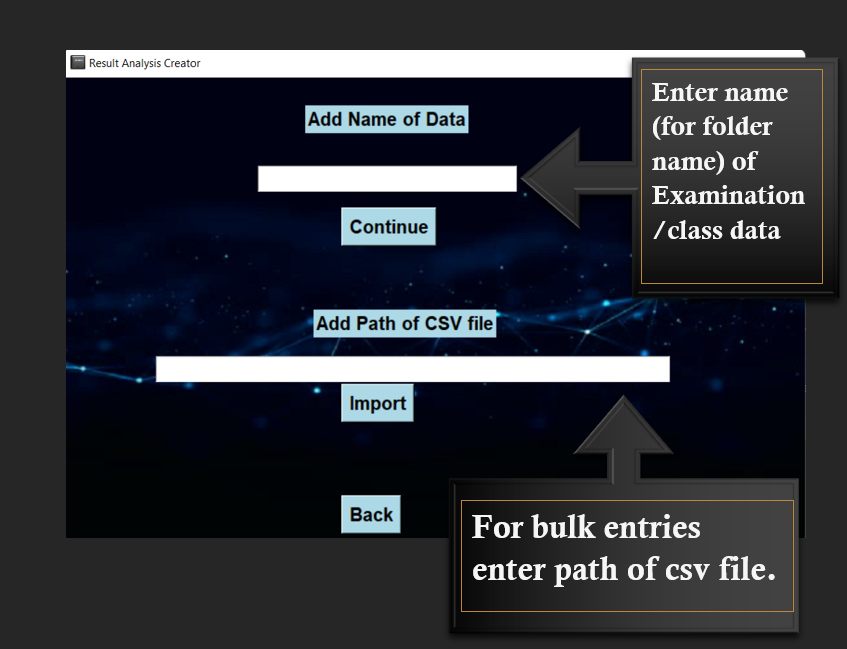 Result Analysis Creator
Add Name of Data
Continue
Enter name
(for folder
name) of
Examination
/class data
Add Path of CSV file
Import
Back
For bulk entries
enter path of csv file.